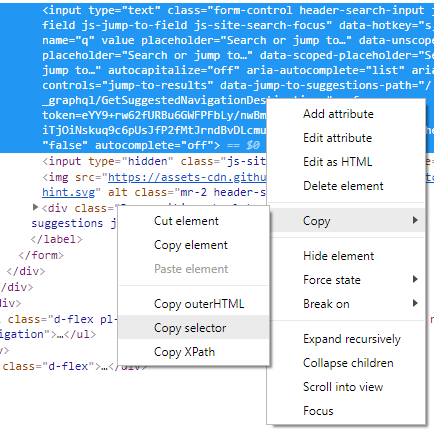 <input type="text" class="form-control header-search-input j
field js-jump-to-field js-site-search-focus" data-hotkey="s,
name="q" value placeholder="Search or jump to…" data-unscop
placeholder="Search or jump to…" data-scoped-placeholder="Se
jump to…" autocapitalize="off" aria-autocomplete="list" aria
controls="jump-to-results" data-jump-to-suggestions-path="/
_graphql/GetSuggestedNavigationDestinations
token=eYY9+rw62fURBu6GWFPFbLy/nwBm
iTjOiNskuq9c6pUsJfP2fMtJrndBvDLcmu
"false" autocomplete="off"> == $0
<input type="hidden" class="js-sit
<img src="https://assets-cdn.githu
hint.svg" alt class="mr-2 header-s
<div class=
suggestions j
</label>
</form>
</div>
</div>
div>
class="d-flex pl-
vigation">…</ul>
class="d-flex">…</div>
Add attribute
Edit attribute
Edit as HTML
Delete element
Copy
Hide element
Force state
Break on
Expand recursively
Collapse children
Scroll into view
Focus
Cut element
Copy element
Paste element
Copy outerHTML
Copy selector
Copy XPath